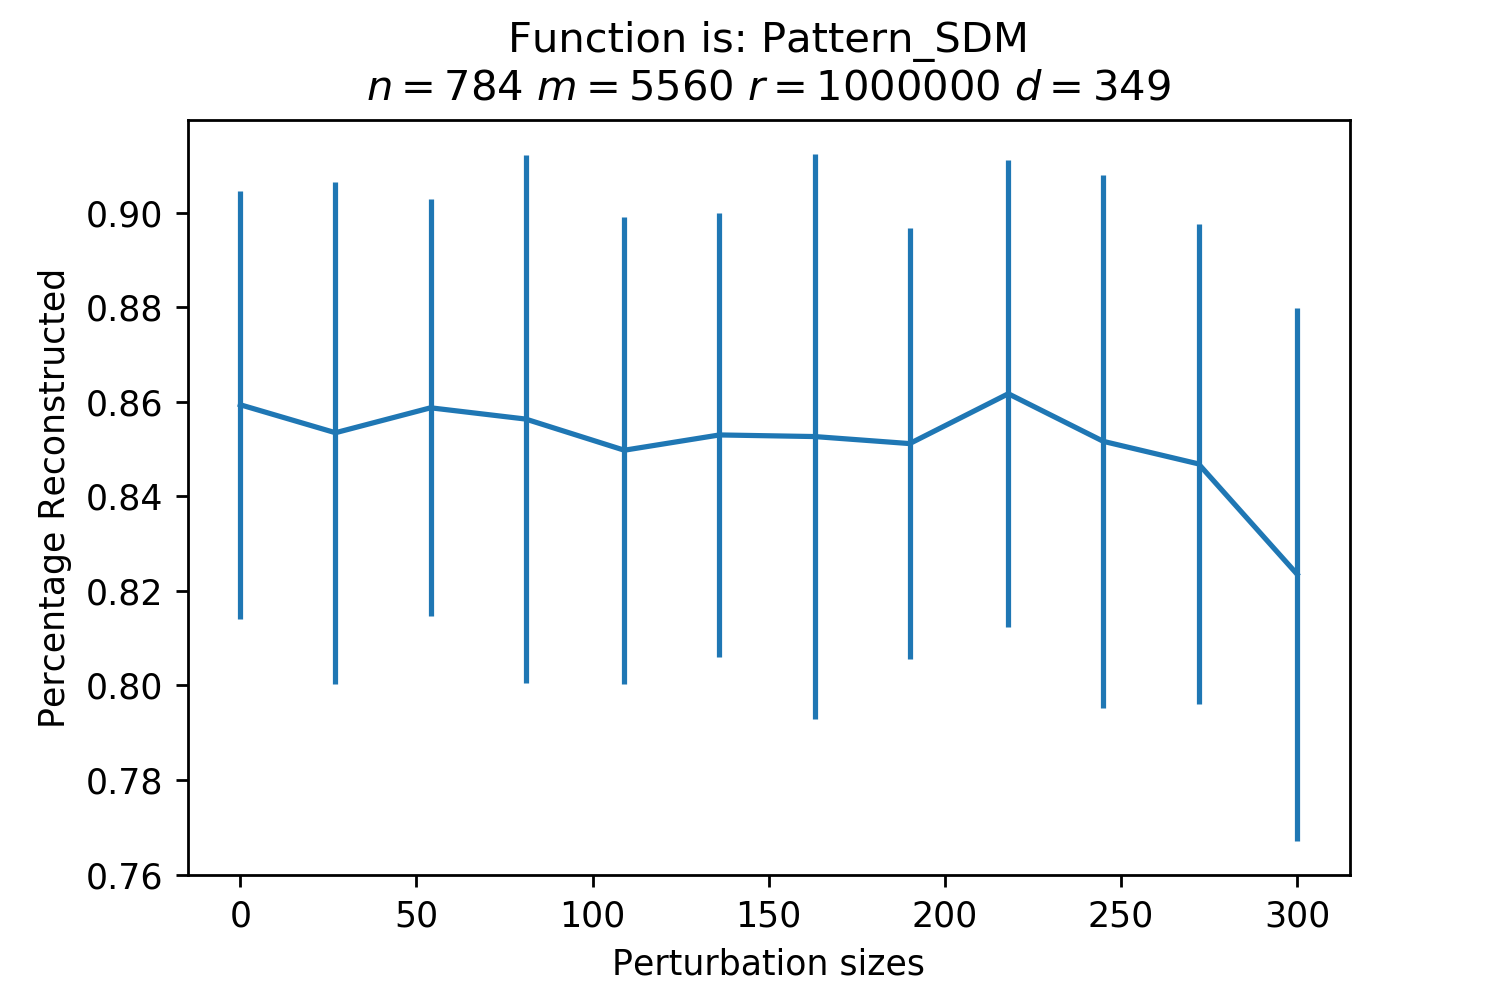 Function is: Pattern_SDM
n = 784 m = 5560 r = 1000000 d = 349
Percentage Reconstructed
0.90
0.88
0.86
0.84
0.82
0.80
0.78
0.76
0 50 100 150 200 250 300
Perturbation sizes